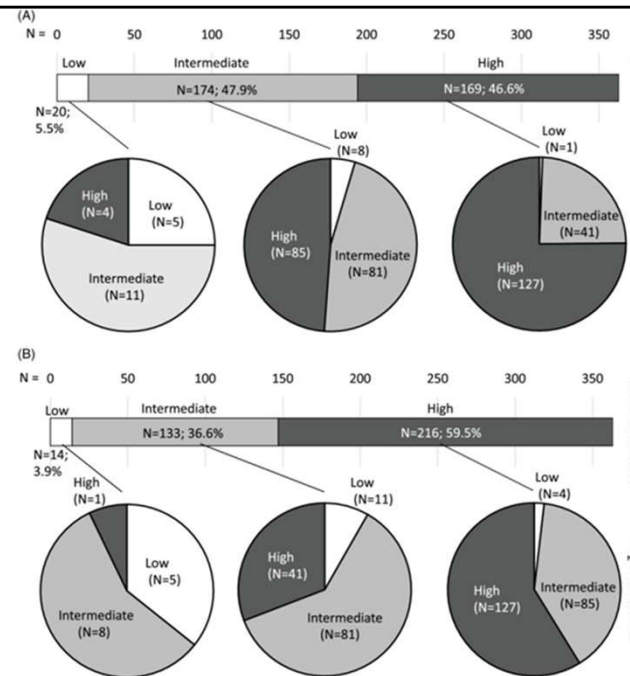 (A)
N = 0 50 100 150 200 250 300 350
Low Intermediate High
N=174; 47.9% N=169; 46.6%
N=20;
5.5%
Low
(N=8)
Low
(N=1)
High
(N=4)
Low
(N=5)
Intermediate
(N=11)
High
(N=85)
Intermediate
(N=81)
Intermediate
(N=41)
High
(N=127)
(B)
N = 0 50 100 150 200 250 300 350
Low Intermediate High
N=133; 36.6% N=216; 59.5%
N=14;
3.9%
High
(N=1)
Low
(N=11)
Low
(N=4)
Low
(N=5)
Intermediate
(N=8)
High
(N=41)
Intermediate
(N=81)
High
(N=127)
Intermediate
(N=85)